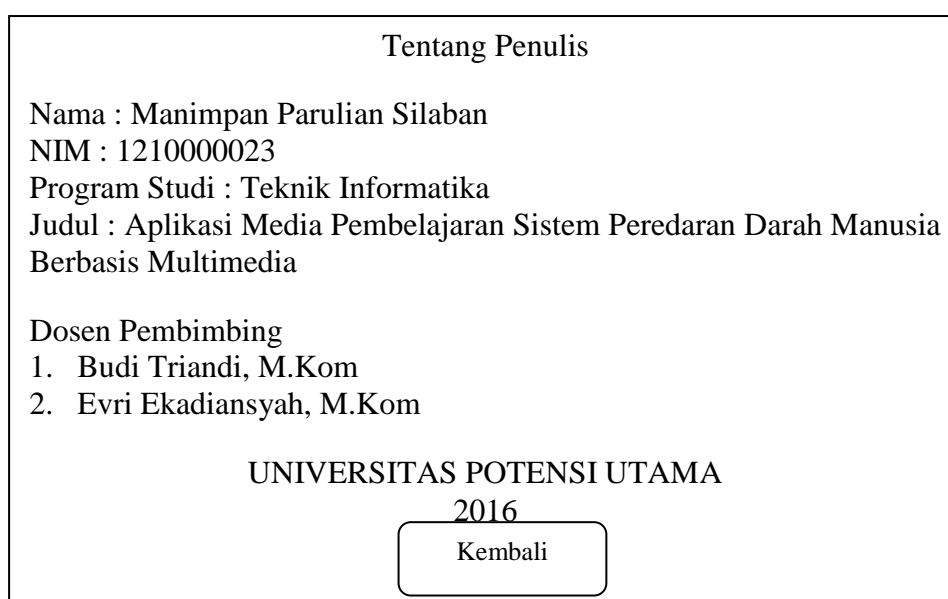 Tentang Penulis
Nama : Manimpan Parulian Silaban
NIM : 1210000023
Program Studi : Teknik Informatika
Judul : Aplikasi Media Pembelajaran Sistem Peredaran Darah Manusia
Berbasis Multimedia
Dosen Pembimbing
1. Budi Triandi, M.Kom
2. Evri Ekadiansyah, M.Kom
UNIVERSITAS POTENSI UTAMA
2016
Kembali